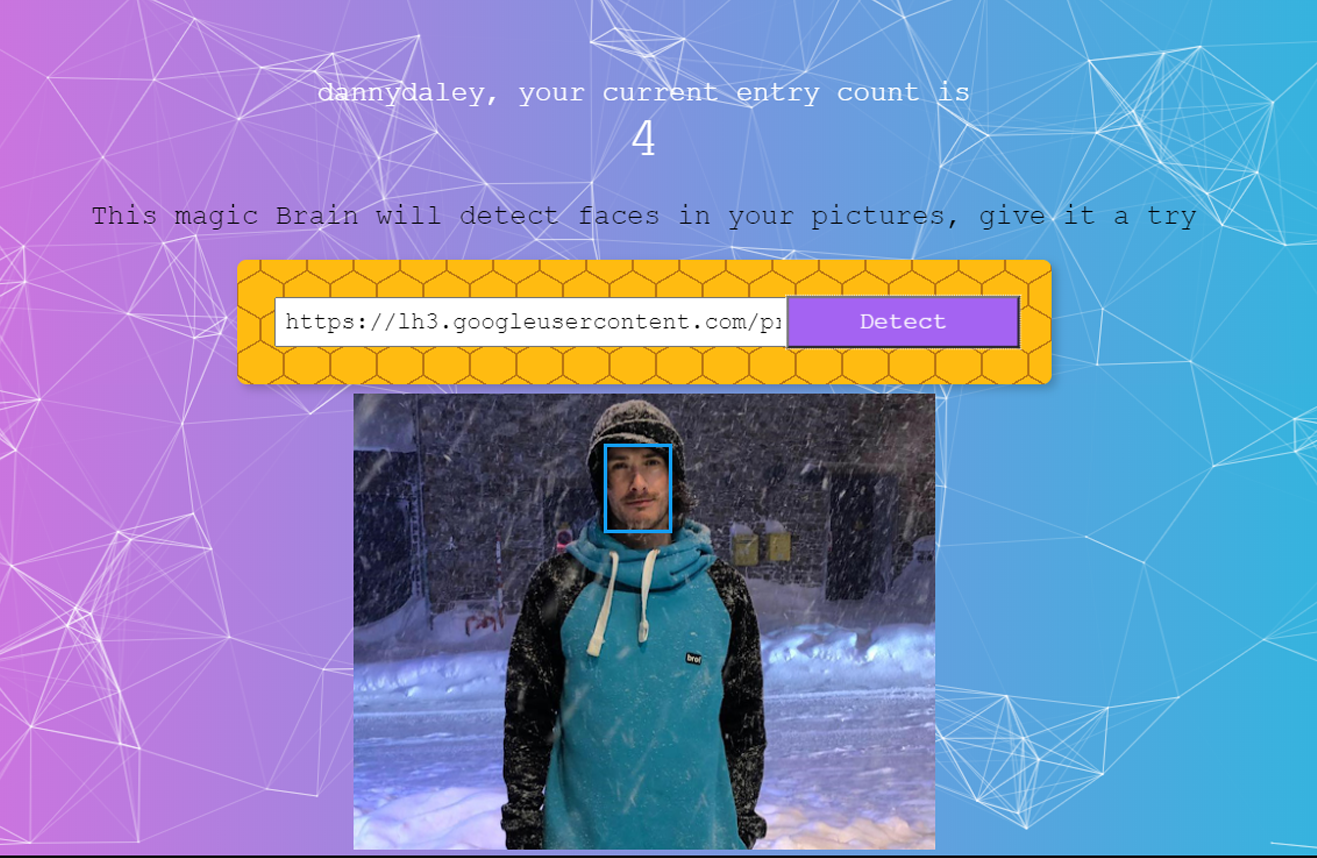 dannydaley, your current entry count is
4
This magic Brain will detect faces in your pictures, give it a try
https://lh3.googleusercontent.com/p
Detect
bro!